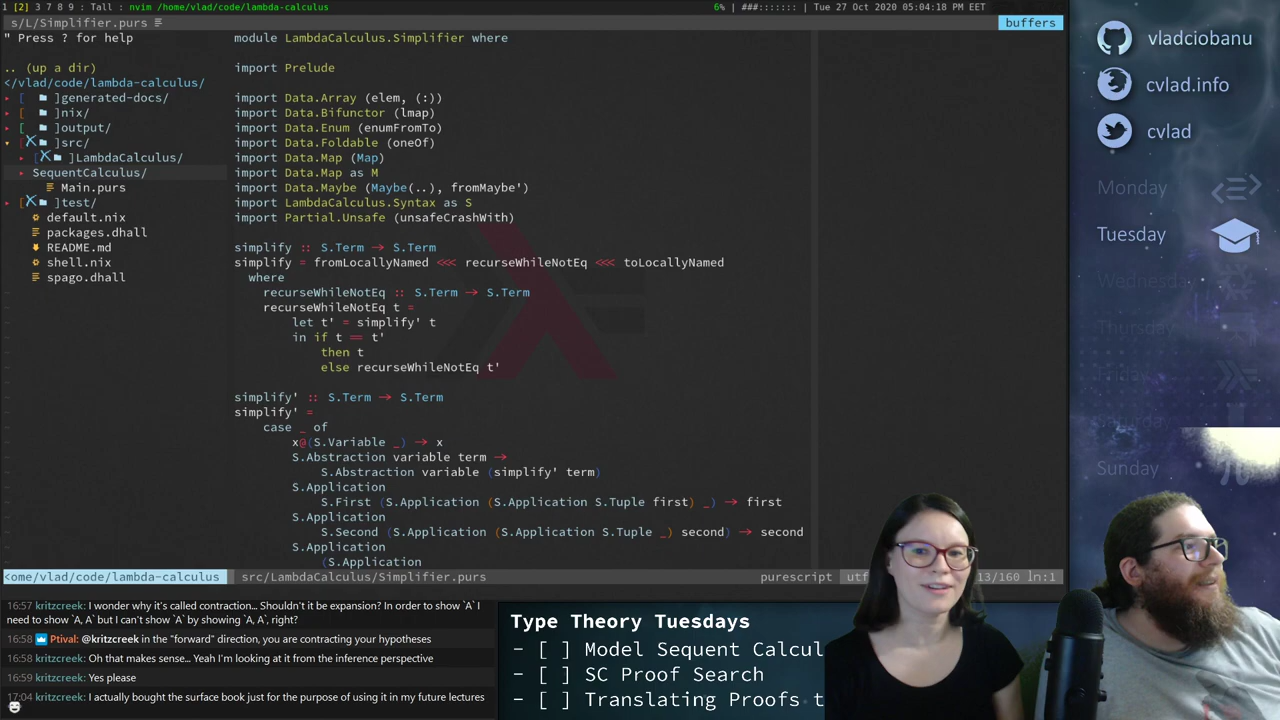 1 [2] 3 7 8 9 : Tall : nvim /home/vlad/code/lambda-calculus
6% | ###::::::: | Tue 27 Oct 2020 05:04:18 PM EET
s/L/Simplifier.purs
buffers
" Press ? for help
.. (up a dir)
</vlad/code/lambda-calculus/
▸ [ ]generated-docs/
▸ [ ]nix/
▸ [ ]output/
▾ [ ]src/
▸ [ ]LambdaCalculus/
▸ SequentCalculus/
Main.purs
▸ [ ]test/
default.nix
packages.dhall
README.md
shell.nix
spago.dhall
<ome/vlad/code/lambda-calculus
module LambdaCalculus.Simplifier where
import Prelude
import Data.Array (elem, (:))
import Data.Bifunctor (lmap)
import Data.Enum (enumFromTo)
import Data.Foldable (oneOf)
import Data.Map (Map)
import Data.Map as M
import Data.Maybe (Maybe(..), fromMaybe')
import LambdaCalculus.Syntax as S
import Partial.Unsafe (unsafeCrashWith)
simplify :: S.Term → S.Term
simplify = fromLocallyNamed <<< recurseWhileNotEq <<< toLocallyNamed
where
recurseWhileNotEq :: S.Term → S.Term
recurseWhileNotEq t =
let t' = simplify' t
in if t == t'
then t
else recurseWhileNotEq t'
simplify' :: S.Term → S.Term
simplify' =
case _ of
x@(S.Variable _) → x
S.Abstraction variable term →
S.Abstraction variable (simplify' term)
S.Application
S.First (S.Application (S.Application S.Tuple first) _) → first
S.Application
S.Second (S.Application (S.Application S.Tuple _) second) → second
S.Application
(S.Application
src/LambdaCalculus/Simplifier.purs
purescript
utf
13/160 ln:1
vladciobanu
cvlad.info
cvlad
Monday
Tuesday
Wednesday
Thursday
Friday
Saturday
Sunday
16:57 kritzcreek: I wonder why it's called contraction... Shouldn't it be expansion? In order to show `A` I
need to show `A, A` but I can't show `A` by showing `A, A`, right?
16:58 Ptival: @kritzcreek in the "forward" direction, you are contracting your hypotheses
16:58 kritzcreek: Oh that makes sense... Yeah I'm looking at it from the inference perspective
16:59 kritzcreek: Yes please
17:04 kritzcreek: I actually bought the surface book just for the purpose of using it in my future lectures
Type Theory Tuesdays
- [ ] Model Sequent Calcul
- [ ] SC Proof Search
- [ ] Translating Proofs t